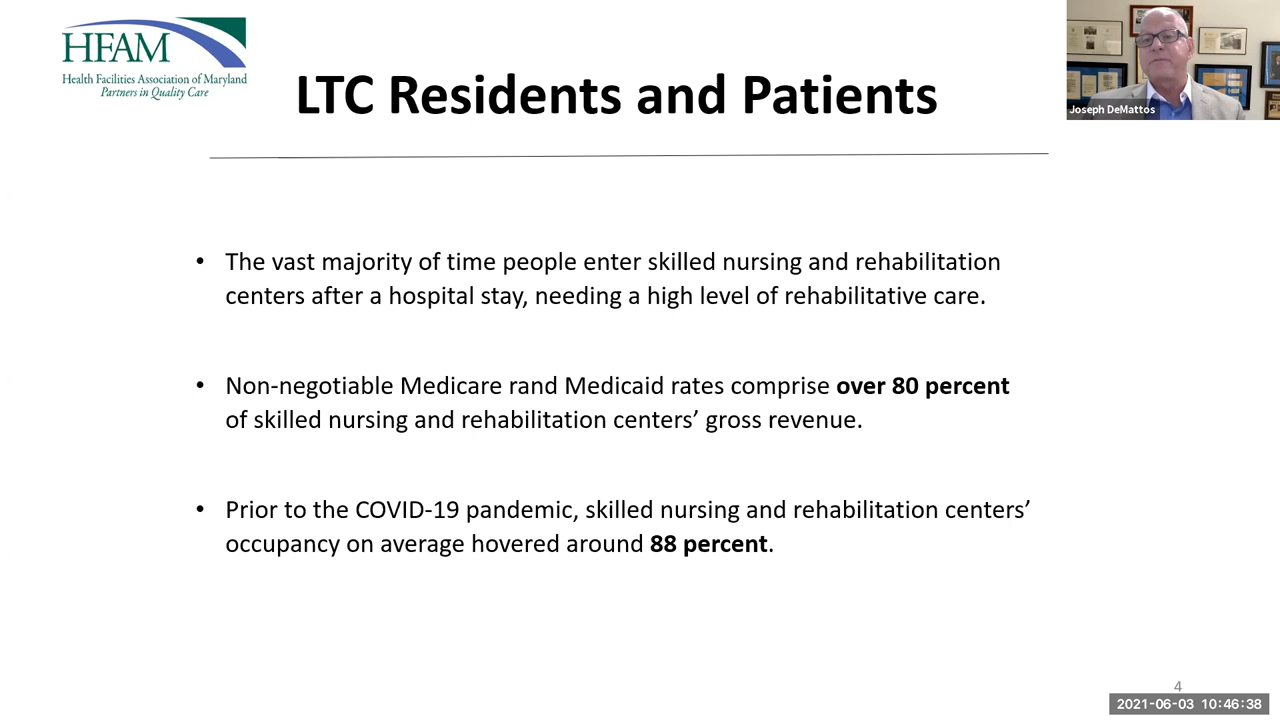 HFAM
Health Facilities Association of Maryland
Partners in Quality Care
LTC Residents and Patients
Joseph DeMattos
• The vast majority of time people enter skilled nursing and rehabilitation
centers after a hospital stay, needing a high level of rehabilitative care.
• Non-negotiable Medicare rand Medicaid rates comprise over 80 percent
of skilled nursing and rehabilitation centers’ gross revenue.
• Prior to the COVID-19 pandemic, skilled nursing and rehabilitation centers’
occupancy on average hovered around 88 percent.
4
2021-06-03 10:46:38